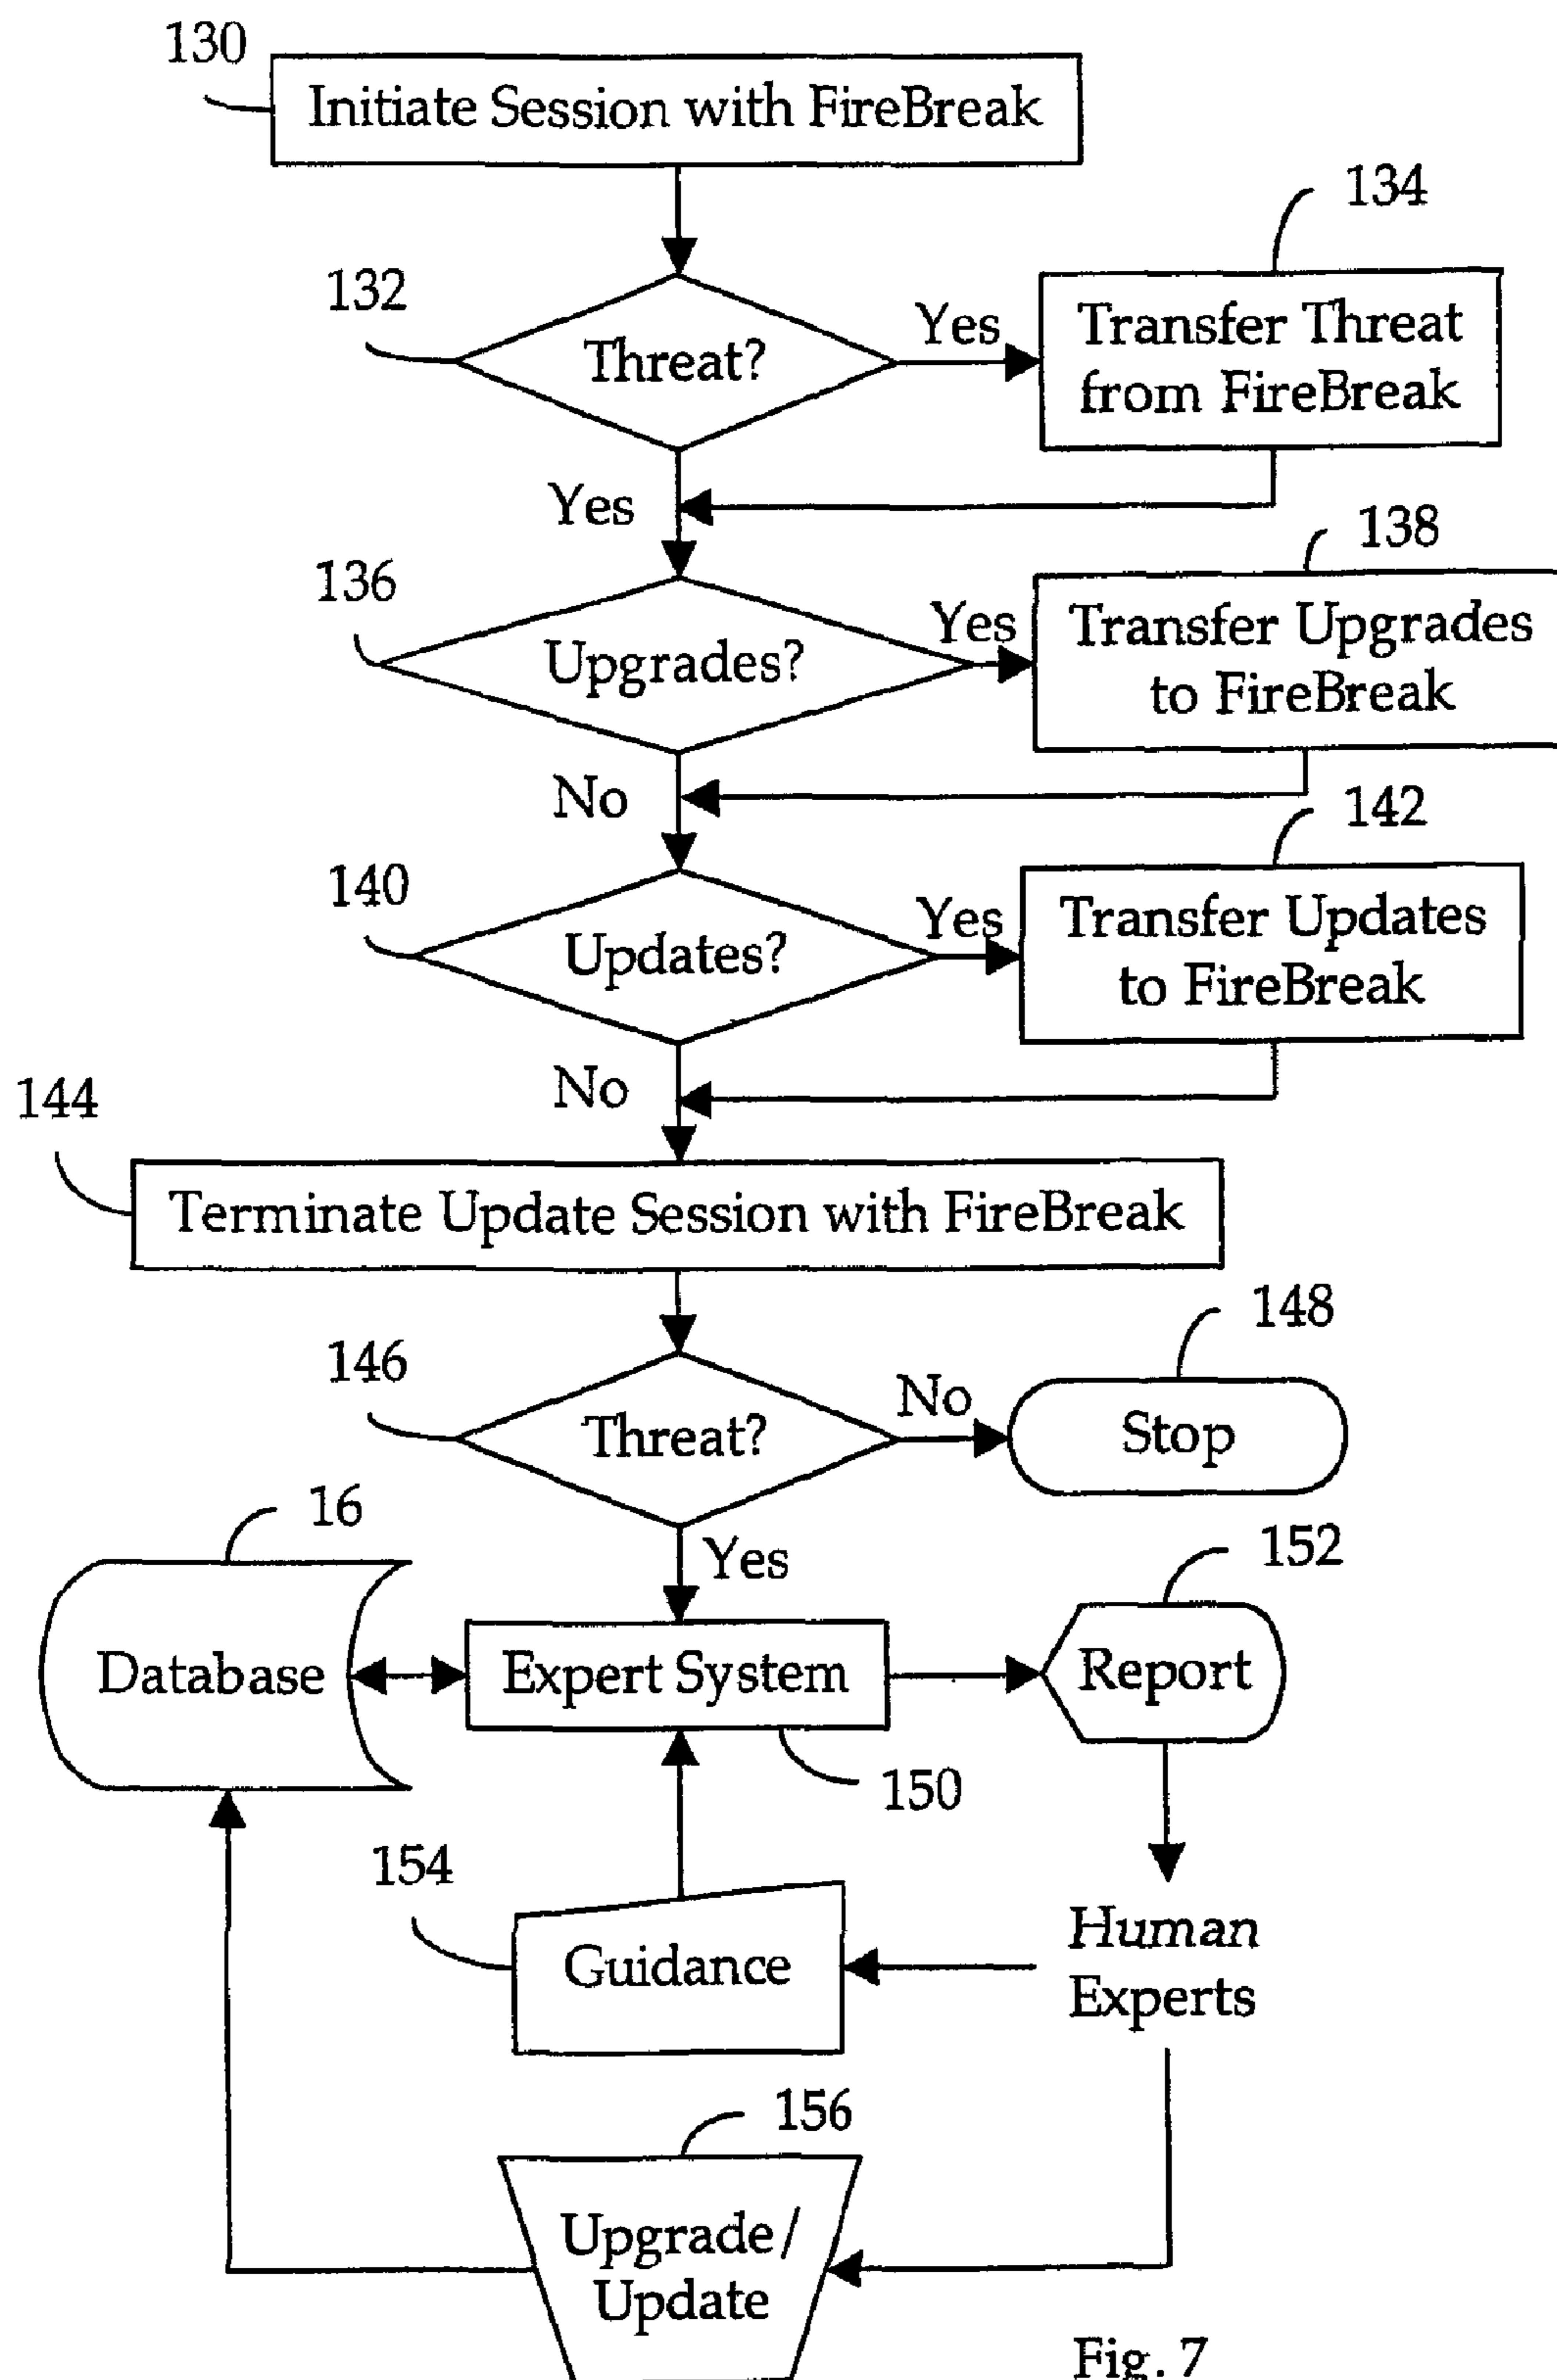 130
Initiate Session with FireBreak
134
132
Threat?
Yes
Transfer Threat
from FireBreak
Yes
138
136
Upgrades?
Yes
Transfer Upgrades
to FireBreak
No
142
140
Updates?
Yes
Transfer Updates
to FireBreak
No
144
Terminate Update Session with FireBreak
148
146
Threat?
No
Stop
16
Yes
152
Database
Expert System
Report
150
154
Guidance
Human
Experts
156
Upgrade/
Update
Fig. 7